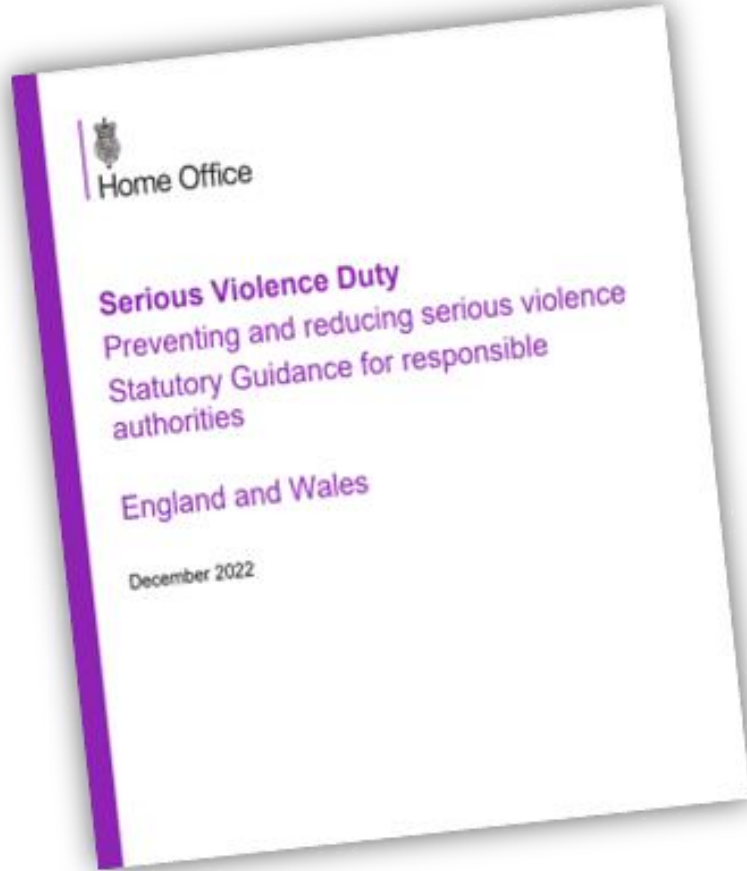 Home Office
Serious Violence Duty
Preventing and reducing serious violence
Statutory Guidance for responsible
authorities
England and Wales
December 2022